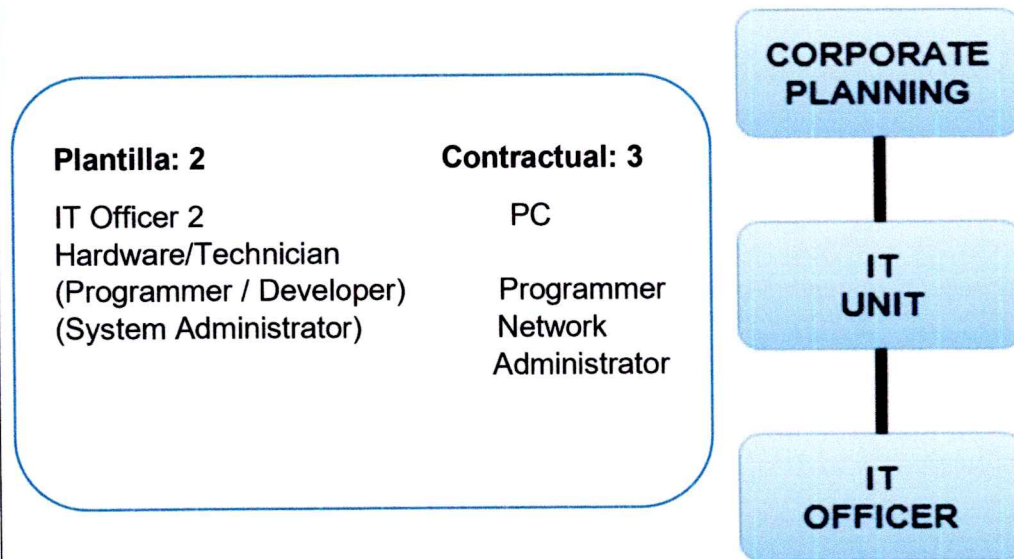 Plantilla: 2
IT Officer 2
Hardware/Technician
(Programmer / Developer)
(System Administrator)
Contractual: 3
PC
Programmer
Network
Administrator
CORPORATE
PLANNING
IT
UNIT
IT
OFFICER